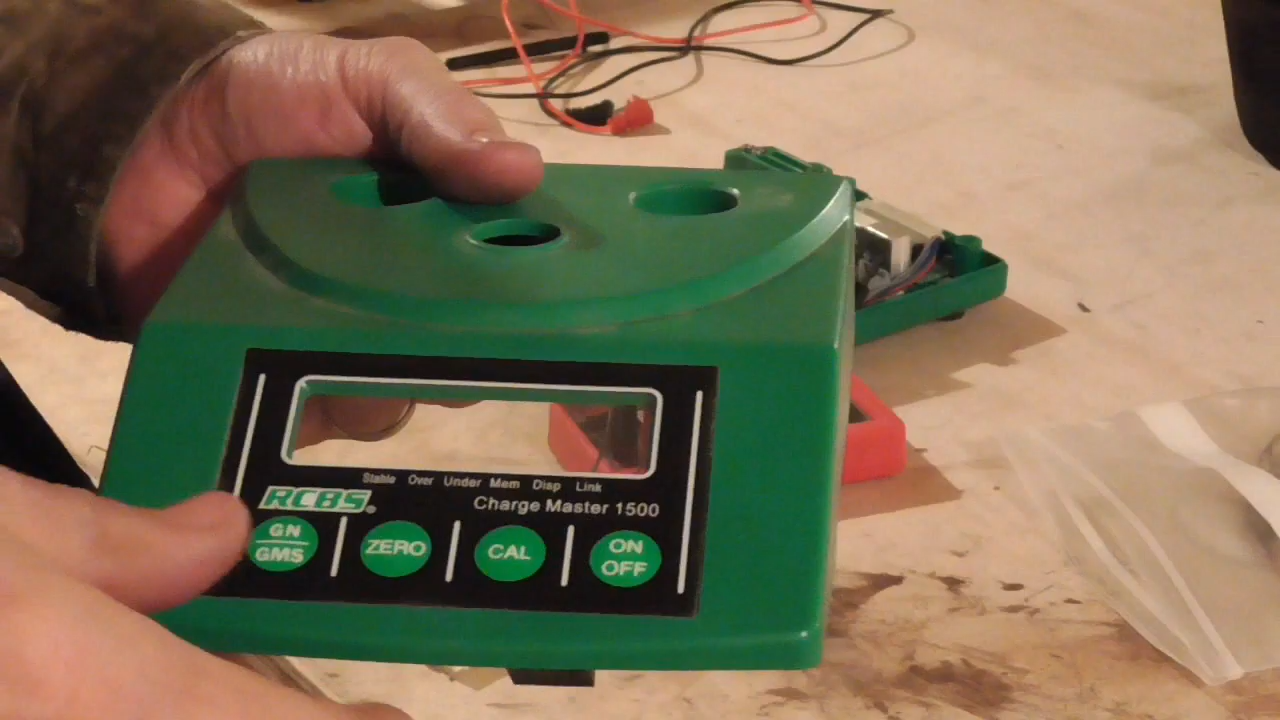 Stable Over Under Mem Disp Link
RCBS®
Charge Master 1500
GN
GMS
ZERO
CAL
ON
OFF